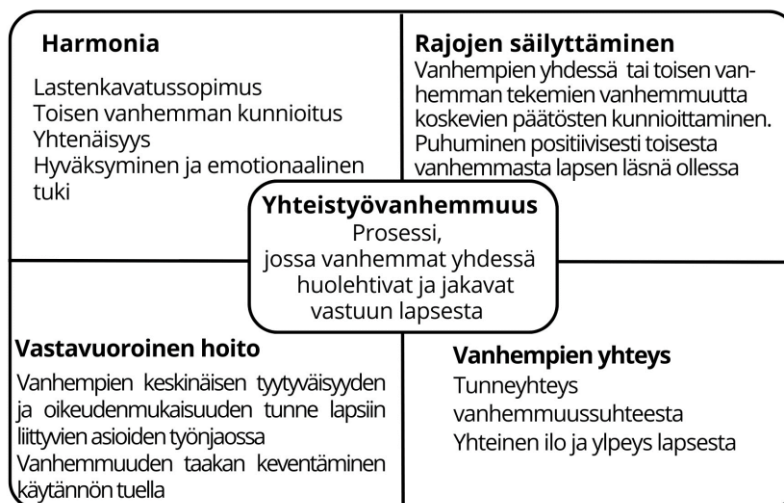 Harmonia
Lastenkavatussopimus
Toisen vanhemman kunnioitus
Yhtenäisyys
Hyväksyminen ja emotionaalinen
tuki
Rajojen säilyttäminen
Vanhempien yhdessä tai toisen van-
hemman tekemien vanhemmuutta
koskevien päätösten kunnioittaminen.
Puhuminen positiivisesti toisesta
vanhemmasta lapsen läsnä ollessa
Yhteistyövanhemmuus
Prosessi,
jossa vanhemmat yhdessä
huolehtivat ja jakavat
vastuun lapsesta
Vastavuoroinen hoito
Vanhempien keskinäisen tyytyväisyyden
ja oikeudenmukaisuuden tunne lapsiin
liittyvien asioiden työnjaossa
Vanhemmuuden taakan keventäminen
käytännön tuella
Vanhempien yhteys
Tunneyhteys
vanhemmuussuhteesta
Yhteinen ilo ja ylpeys lapsesta